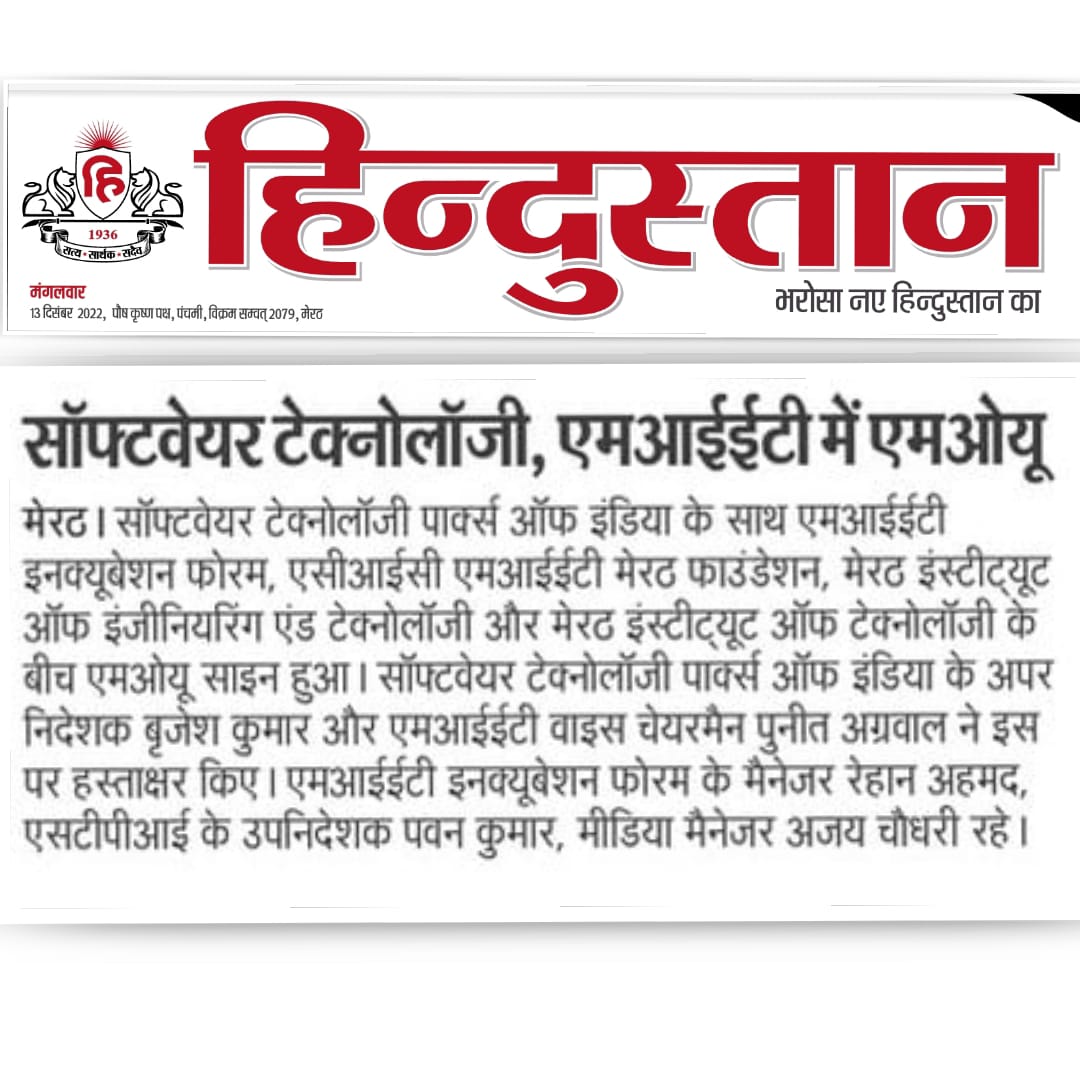 हि
1936
सत्य • सार्थक • सदैव
हिन्दुस्तान
मंगलवार
13 दिसंबर 2022, पौष कृष्ण पक्ष, पंचमी, विक्रम सम्वत् 2079, मेरठ
भरोसा नए हिन्दुस्तान का
सॉफ्टवेयर टेक्नोलॉजी, एमआईईटी में एमओयू
मेरठ। सॉफ्टवेयर टेक्नोलॉजी पार्क्स ऑफ इंडिया के साथ एमआईईटी
इनक्यूबेशन फोरम, एसीआईसी एमआईईटी मेरठ फाउंडेशन, मेरठ इंस्टीट्यूट
ऑफ इंजीनियरिंग एंड टेक्नोलॉजी और मेरठ इंस्टीट्यूट ऑफ टेक्नोलॉजी के
बीच एमओयू साइन हुआ। सॉफ्टवेयर टेक्नोलॉजी पार्क्स ऑफ इंडिया के अपर
निदेशक बृजेश कुमार और एमआईईटी वाइस चेयरमैन पुनीत अग्रवाल ने इस
पर हस्ताक्षर किए। एमआईईटी इनक्यूबेशन फोरम के मैनेजर रेहान अहमद,
एसटीपीआई के उपनिदेशक पवन कुमार, मीडिया मैनेजर अजय चौधरी रहे।